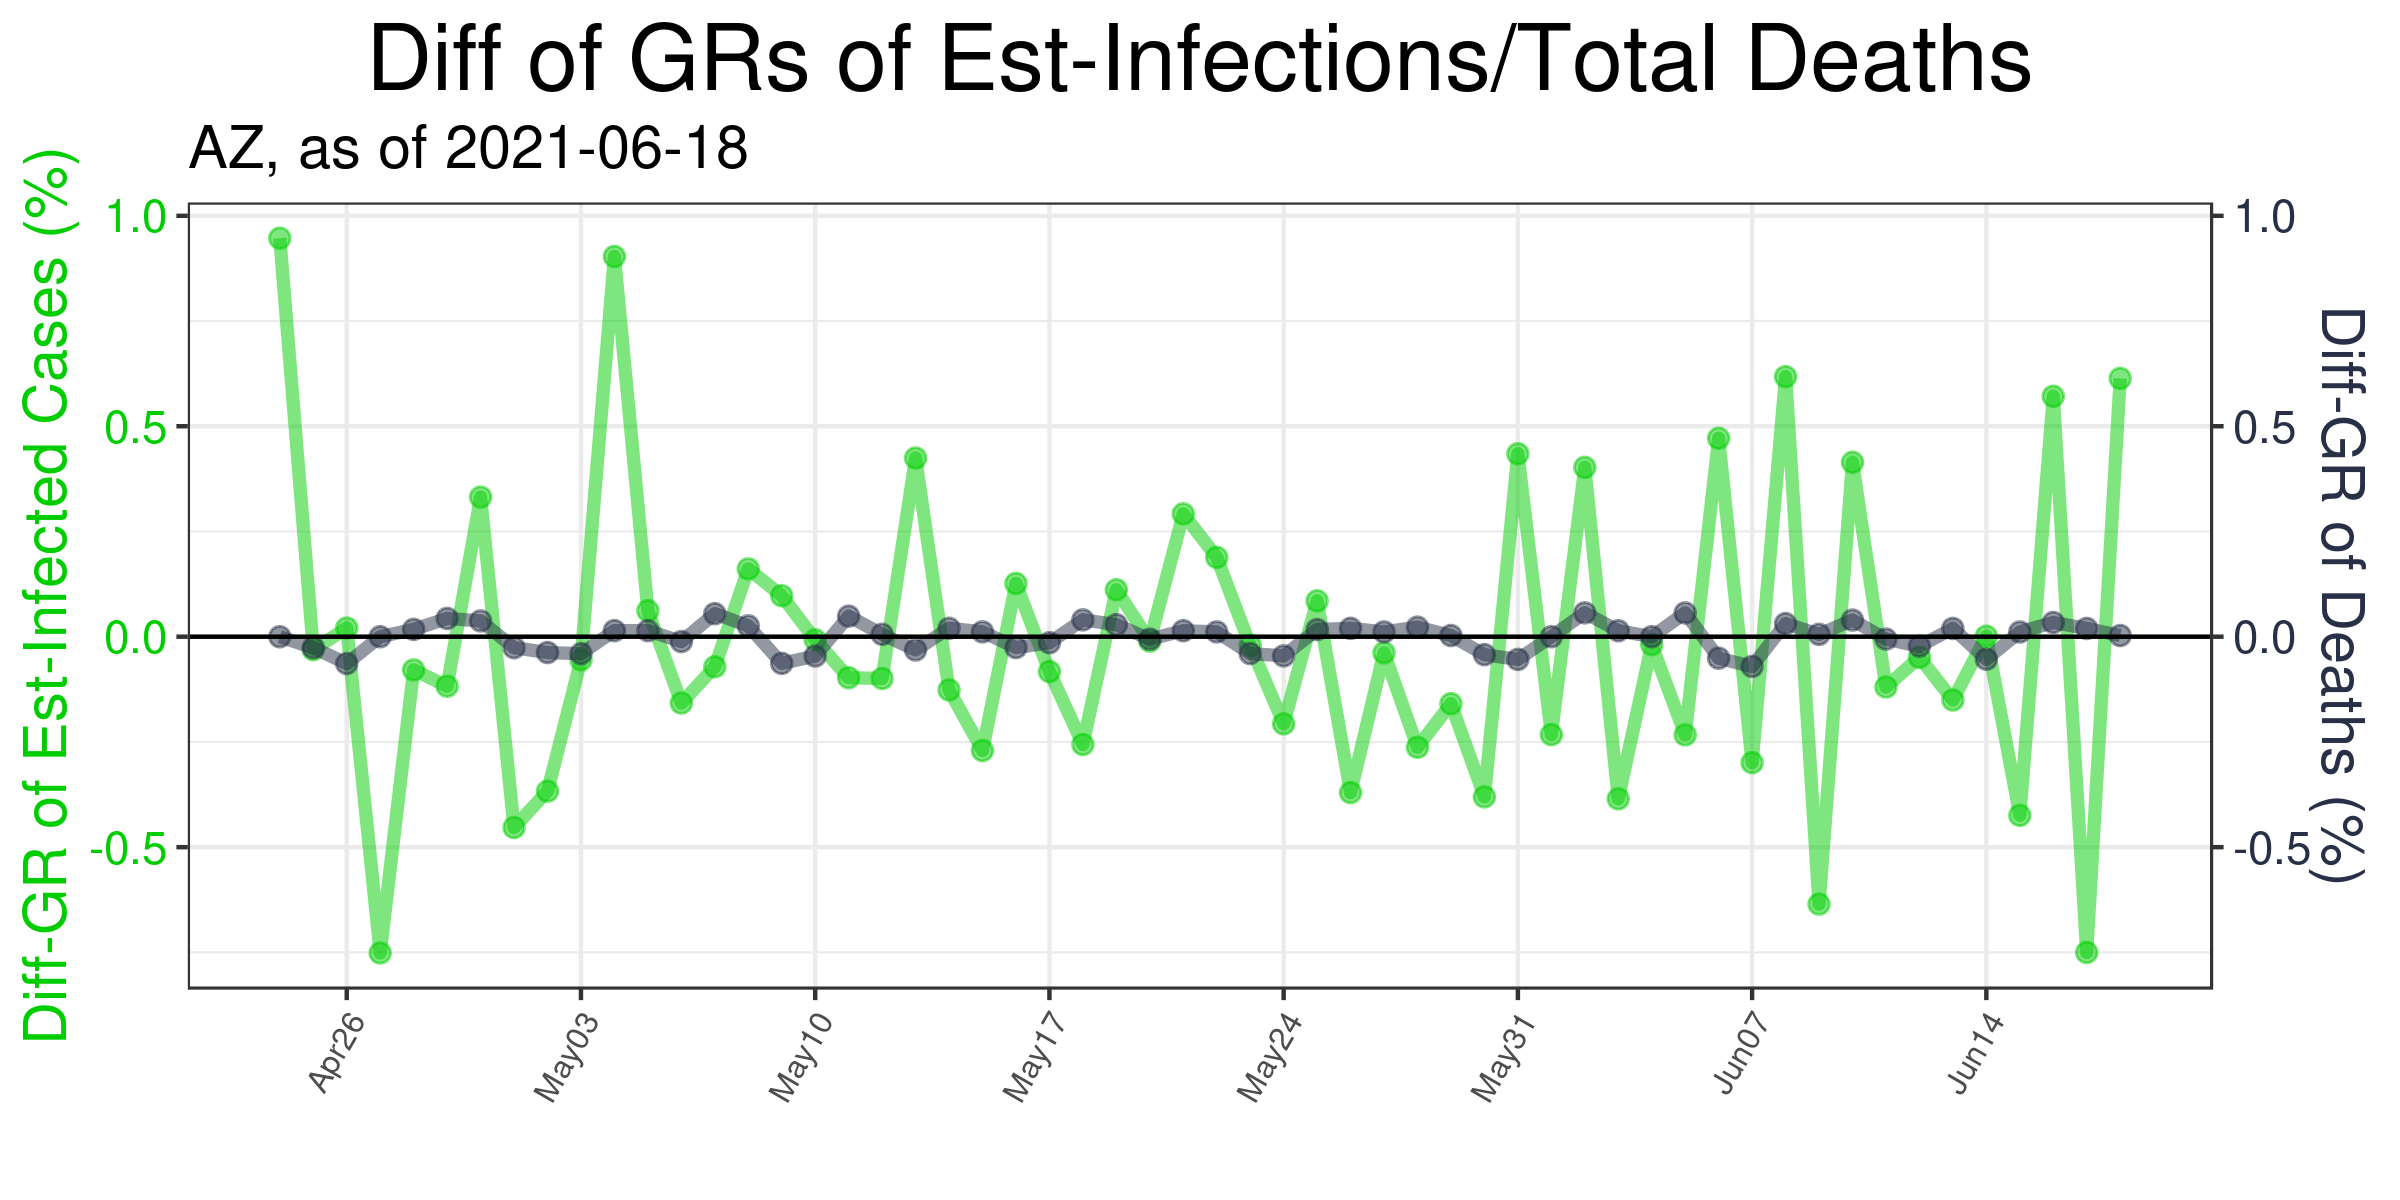 Diff of GRs of Est-Infections/Total Deaths
AZ, as of 2021-06-18
Diff-GR of Est-Infected Cases (%)
1.0
0.5
0.0
-0.5
1.0
0.5
0.0
-0.5
Diff-GR of Deaths (%)
Apr26
May03
May10
May17
May24
May31
Jun07
Jun14